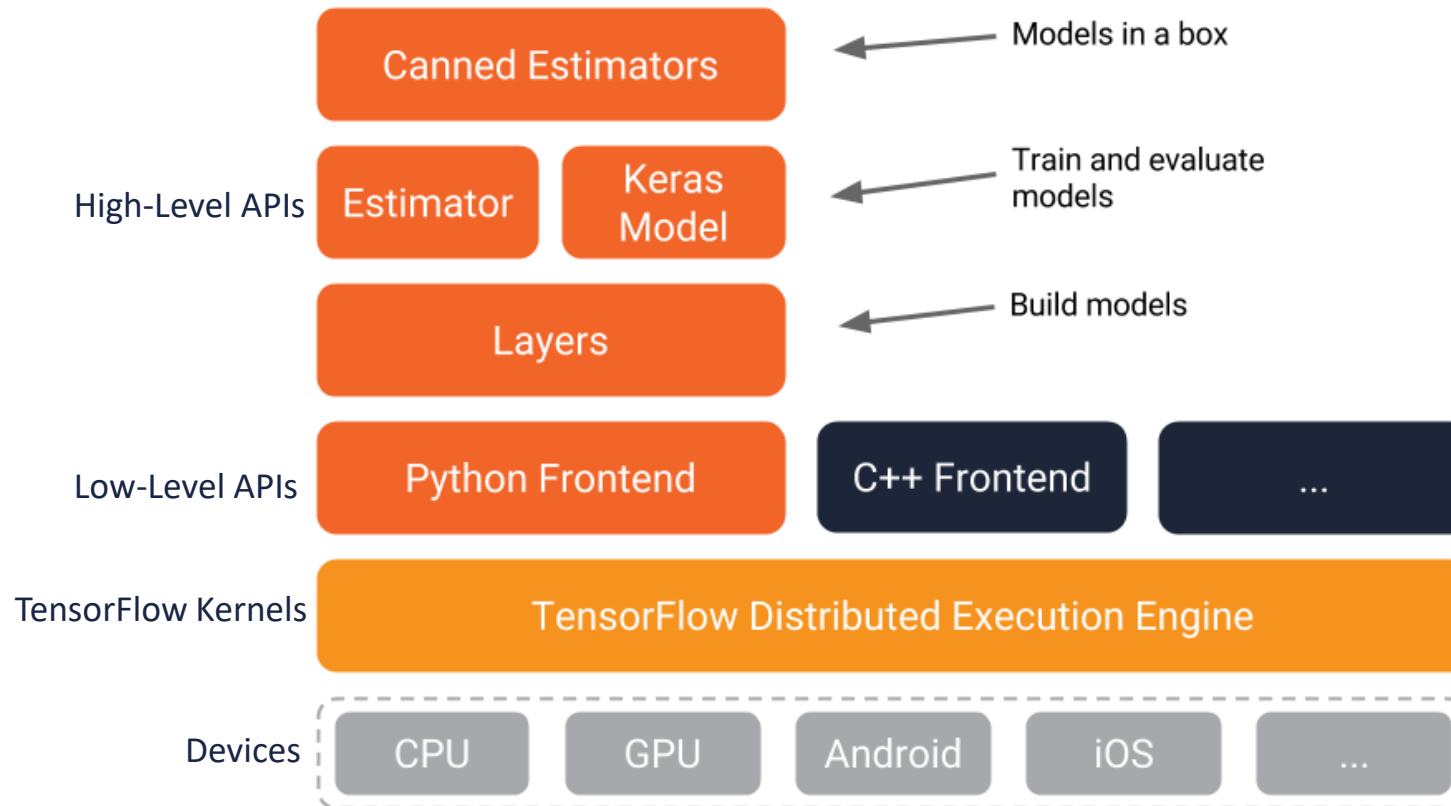 Canned Estimators
Models in a box
High-Level APIs
Estimator
Keras
Model
Train and evaluate
models
Layers
Build models
Low-Level APIs
Python Frontend
C++ Frontend
...
TensorFlow Kernels
TensorFlow Distributed Execution Engine
Devices
CPU
GPU
Android
iOS
...